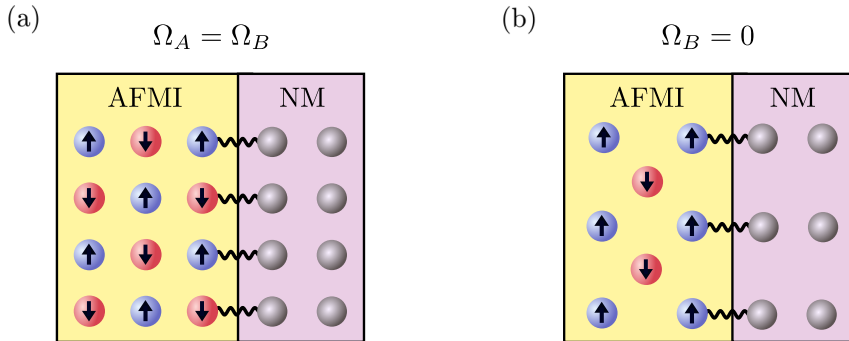 (a)
Ω_A = Ω_B
AFMI
NM
(b)
Ω_B = 0
AFMI
NM